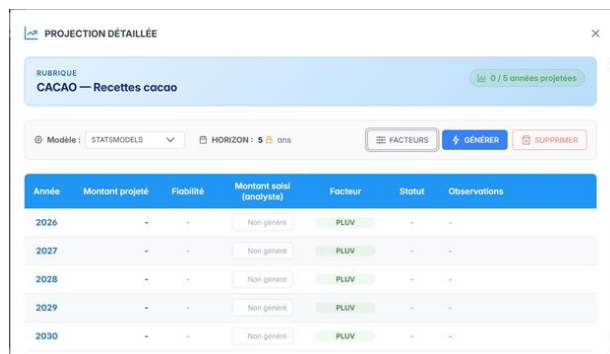 PROJECTION DÉTAILLÉE
RUBRIQUE
CACAO — Recettes cacao
0 / 5 années projetées
Modèle : STATSMODELS HORIZON : 5 ans FACTEURS GÉNÉRER SUPPRIMER
Année Montant projeté Fiabilité Montant saisi (analyste) Facteur Statut Observations
2026 - - Non généré PLUV - -
2027 - - Non généré PLUV - -
2028 - - Non généré PLUV - -
2029 - - Non généré PLUV - -
2030 - - Non généré PLUV - -